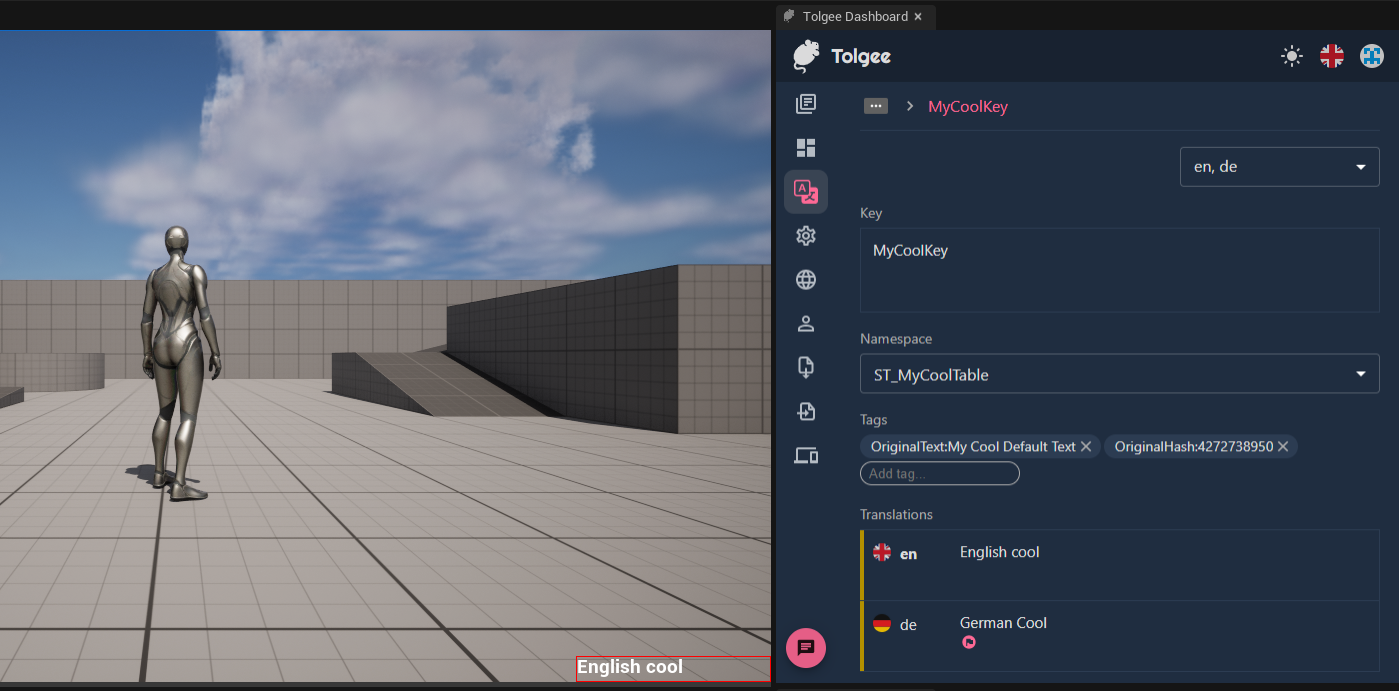 Tolgee Dashboard
Tolgee
MyCoolKey
en, de
Key
MyCoolKey
Namespace
ST_MyCoolTable
Tags
OriginalText:My Cool Default Text
OriginalHash:4272738950
Add tag...
Translations
en English cool
de German Cool
English cool